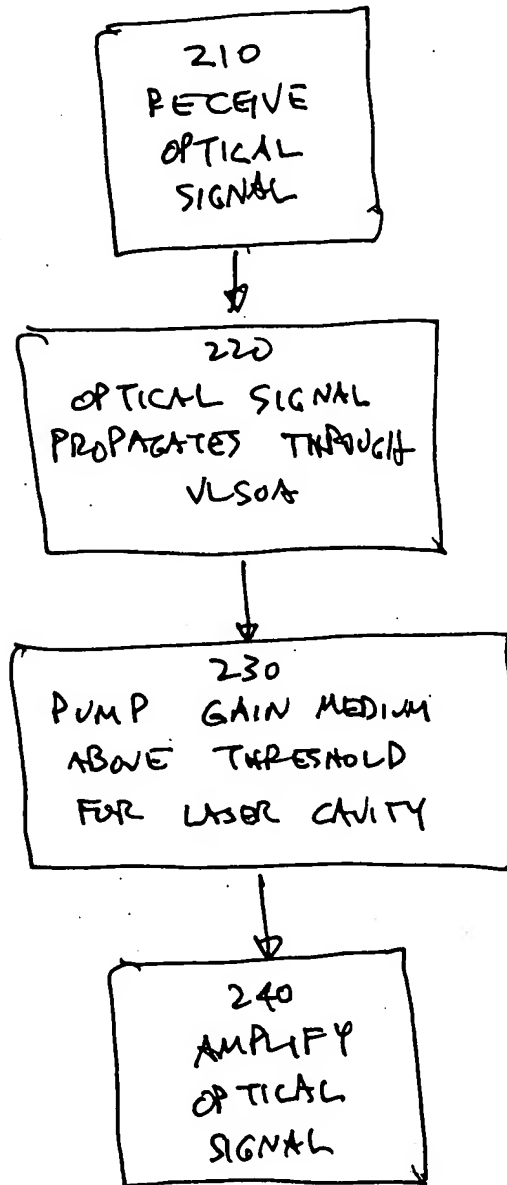 210
RECEIVE
OPTICAL
SIGNAL
220
OPTICAL SIGNAL
PROPAGATES THROUGH
VLSOA
230
PUMP GAIN MEDIUM
ABOVE THRESHOLD
FOR LASER CAVITY
240
AMPLIFY
OPTICAL
SIGNAL